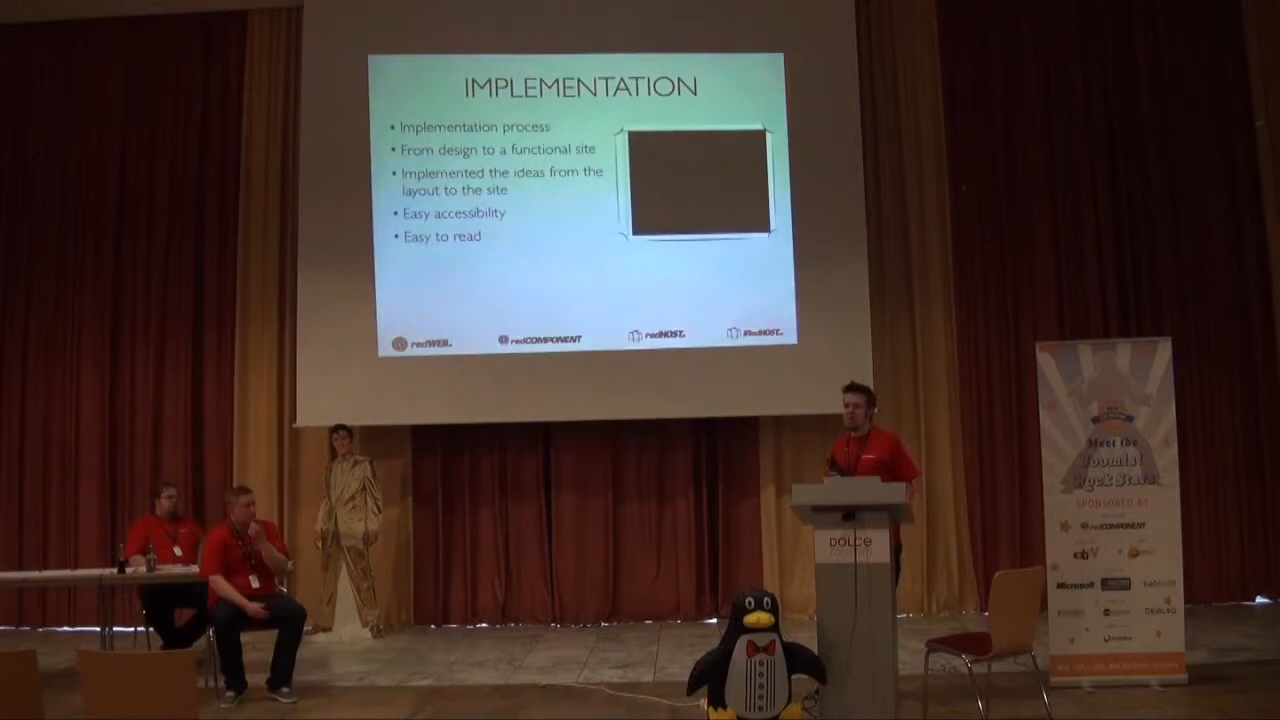 IMPLEMENTATION
• Implementation process
• From design to a functional site
• Implemented the ideas from the
layout to the site
• Easy accessibility
• Easy to read
redWEB
redCOMPONENT
redHOST
DOLCE
Meet the
Joomla!
Rock Stars
SPONSORED BY
redCOMPONENT
Microsoft